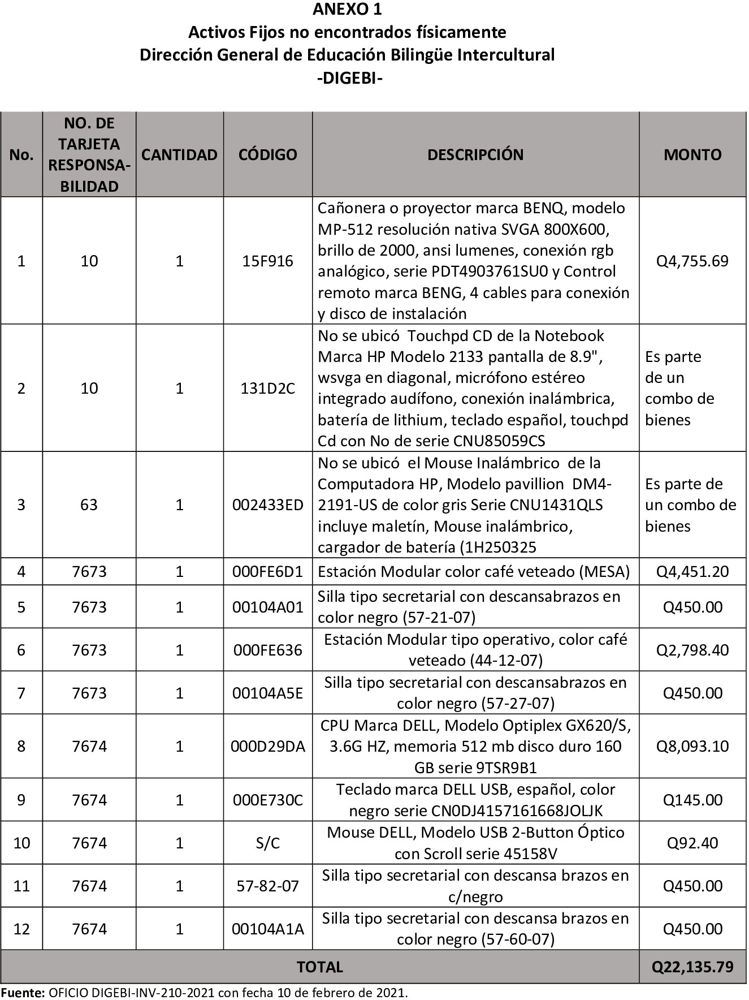 ANEXO 1
Activos Fijos no encontrados físicamente
Dirección General de Educación Bilingüe Intercultural
-DIGEBI-
No.
NO. DE
TARJETA
RESPONSA-
BILIDAD
CANTIDAD
CÓDIGO
DESCRIPCIÓN
MONTO
1
10
1
15F916
Cañonera o proyector marca BENQ, modelo
MP-512 resolución nativa SVGA 800X600,
brillo de 2000, ansi lumenes, conexión rgb
analógico, serie PDT4903761SU0 y Control
remoto marca BENG, 4 cables para conexión
y disco de instalación
Q4,755.69
2
10
1
131D2C
No se ubicó  Touchpd CD de la Notebook
Marca HP Modelo 2133 pantalla de 8.9",
wsvga en diagonal, micrófono estéreo
integrado audífono, conexión inalámbrica,
batería de lithium, teclado español, touchpd
Cd con No de serie CNU85059CS
Es parte
de un
combo de
bienes
3
63
1
002433ED
No se ubicó  el Mouse Inalámbrico  de la
Computadora HP, Modelo pavillion  DM4-
2191-US de color gris Serie CNU1431QLS
incluye maletín, Mouse inalámbrico,
cargador de batería (1H250325
Es parte de
un combo de
bienes
4
7673
1
000FE6D1
Estación Modular color café veteado (MESA)
Q4,451.20
5
7673
1
00104A01
Silla tipo secretarial con descansabrazos en
color negro (57-21-07)
Q450.00
6
7673
1
000FE636
Estación Modular tipo operativo, color café
veteado (44-12-07)
Q2,798.40
7
7673
1
00104A5E
Silla tipo secretarial con descansabrazos en
color negro (57-27-07)
Q450.00
8
7674
1
000D29DA
CPU Marca DELL, Modelo Optiplex GX620/S,
3.6G HZ, memoria 512 mb disco duro 160
GB serie 9TSR9B1
Q8,093.10
9
7674
1
000E730C
Teclado marca DELL USB, español, color
negro serie CN0DJ4157161668JOLJK
Q145.00
10
7674
1
S/C
Mouse DELL, Modelo USB 2-Button Óptico
con Scroll serie 45158V
Q92.40
11
7674
1
57-82-07
Silla tipo secretarial con descansa brazos en
c/negro
Q450.00
12
7674
1
00104A1A
Silla tipo secretarial con descansa brazos en
color negro (57-60-07)
Q450.00
TOTAL
Q22,135.79
Fuente: OFICIO DIGEBI-INV-210-2021 con fecha 10 de febrero de 2021.